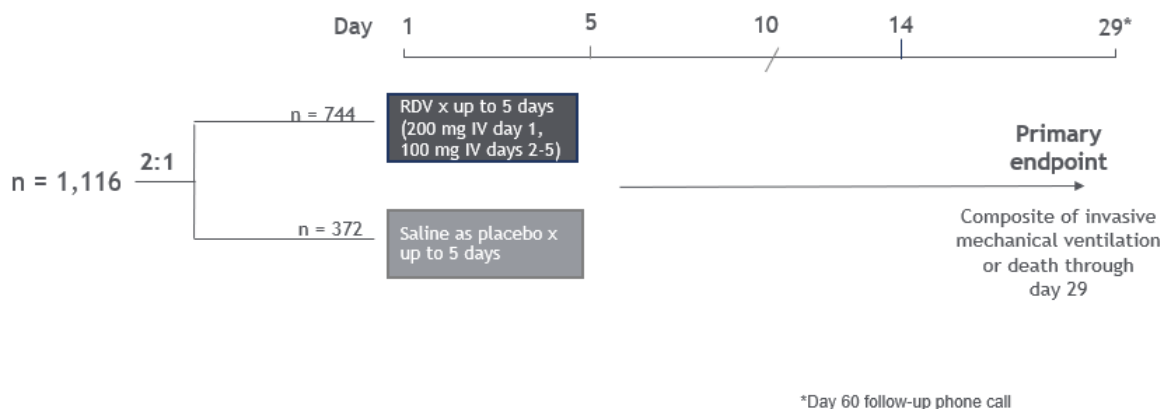 Day 1 5 10 14 29*
n = 744
RDV x up to 5 days
(200 mg IV day 1,
100 mg IV days 2-5)
2:1
n = 1,116
n = 372
Saline as placebo x
up to 5 days
Primary
endpoint
Composite of invasive
mechanical ventilation
or death through
day 29
*Day 60 follow-up phone call